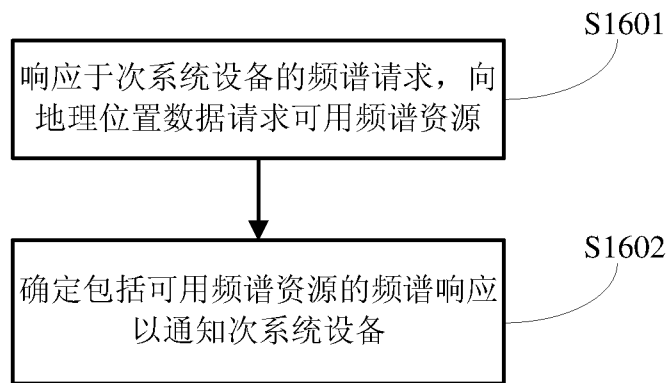 S1601
响应于次系统设备的频谱请求，向
地理位置数据请求可用频谱资源
S1602
确定包括可用频谱资源的频谱响应
以通知次系统设备